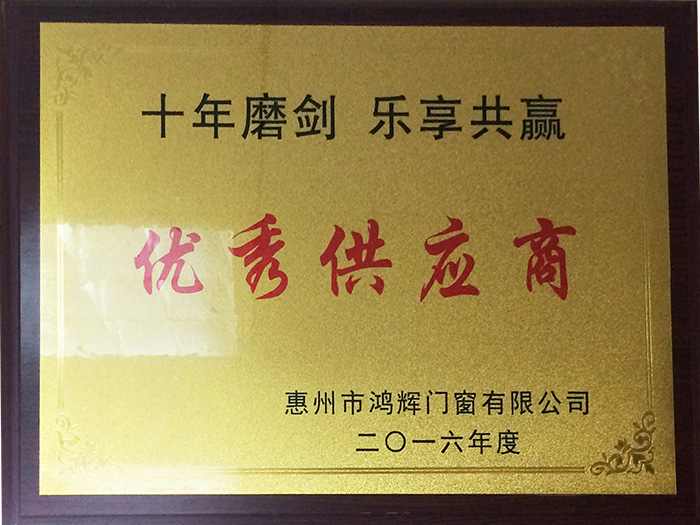 十年磨剑 乐享共赢
优秀供应商
惠州市鸿辉门窗有限公司
二〇一六年度